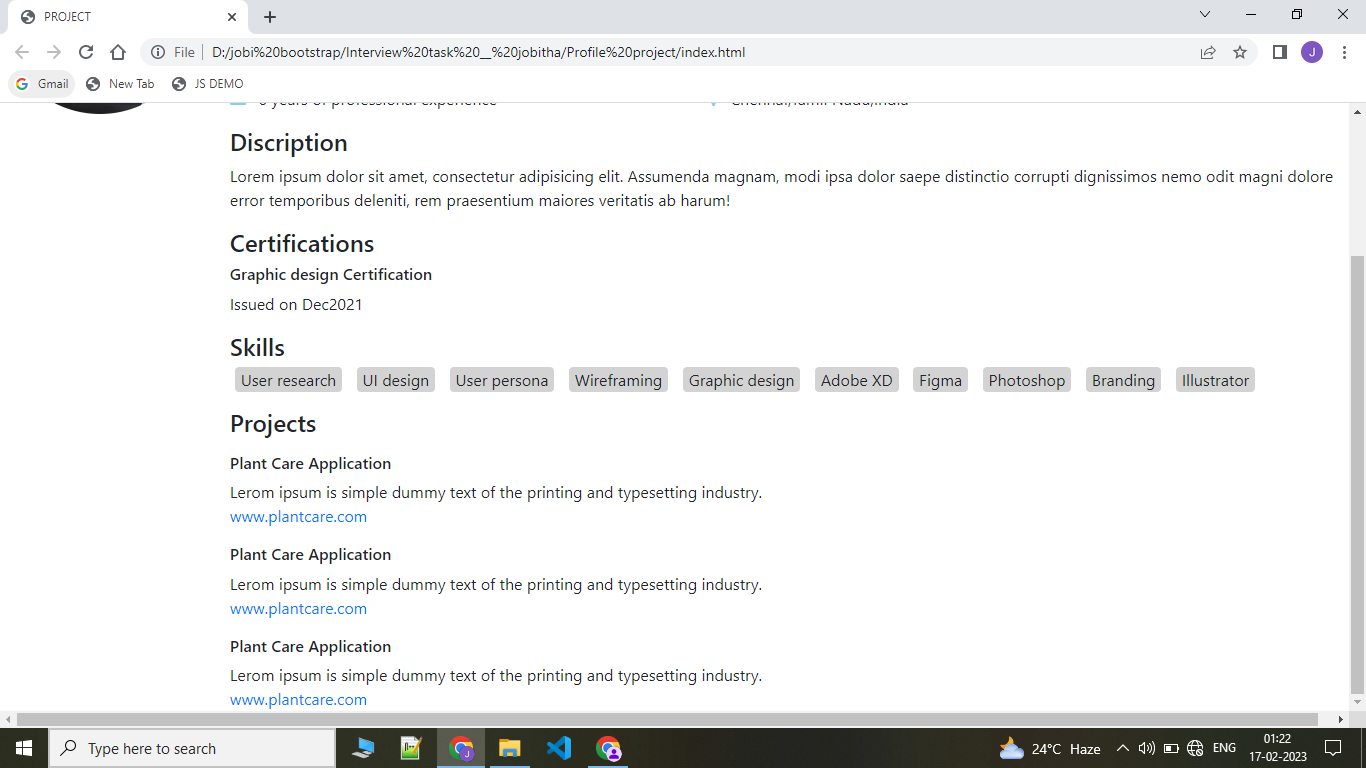 PROJECT
File
D:/jobi%20bootstrap/Interview%20task%20__%20jobitha/Profile%20project/index.html
J
Gmail
New Tab
JS DEMO
years of professional experience
Chennai,Tamil Nadu,India
Discription
Lorem ipsum dolor sit amet, consectetur adipisicing elit. Assumenda magnam, modi ipsa dolor saepe distinctio corrupti dignissimos nemo odit magni dolore
error temporibus deleniti, rem praesentium maiores veritatis ab harum!
Certifications
Graphic design Certification
Issued on Dec2021
Skills
User research UI design User persona Wireframing Graphic design Adobe XD Figma Photoshop Branding Illustrator
Projects
Plant Care Application
Lerom ipsum is simple dummy text of the printing and typesetting industry.
www.plantcare.com
Plant Care Application
Lerom ipsum is simple dummy text of the printing and typesetting industry.
www.plantcare.com
Plant Care Application
Lerom ipsum is simple dummy text of the printing and typesetting industry.
www.plantcare.com
Type here to search
J
24°C Haze
ENG
01:22
17-02-2023